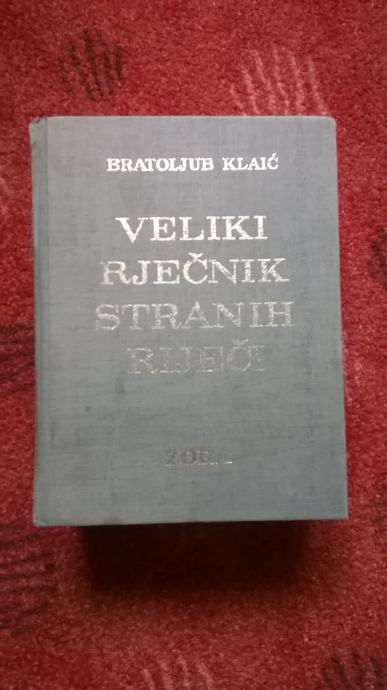 BRATOLJUB KLAIĆ
VELIKI
RJEČNIK
STRANIH
RIJEČI
ZORA